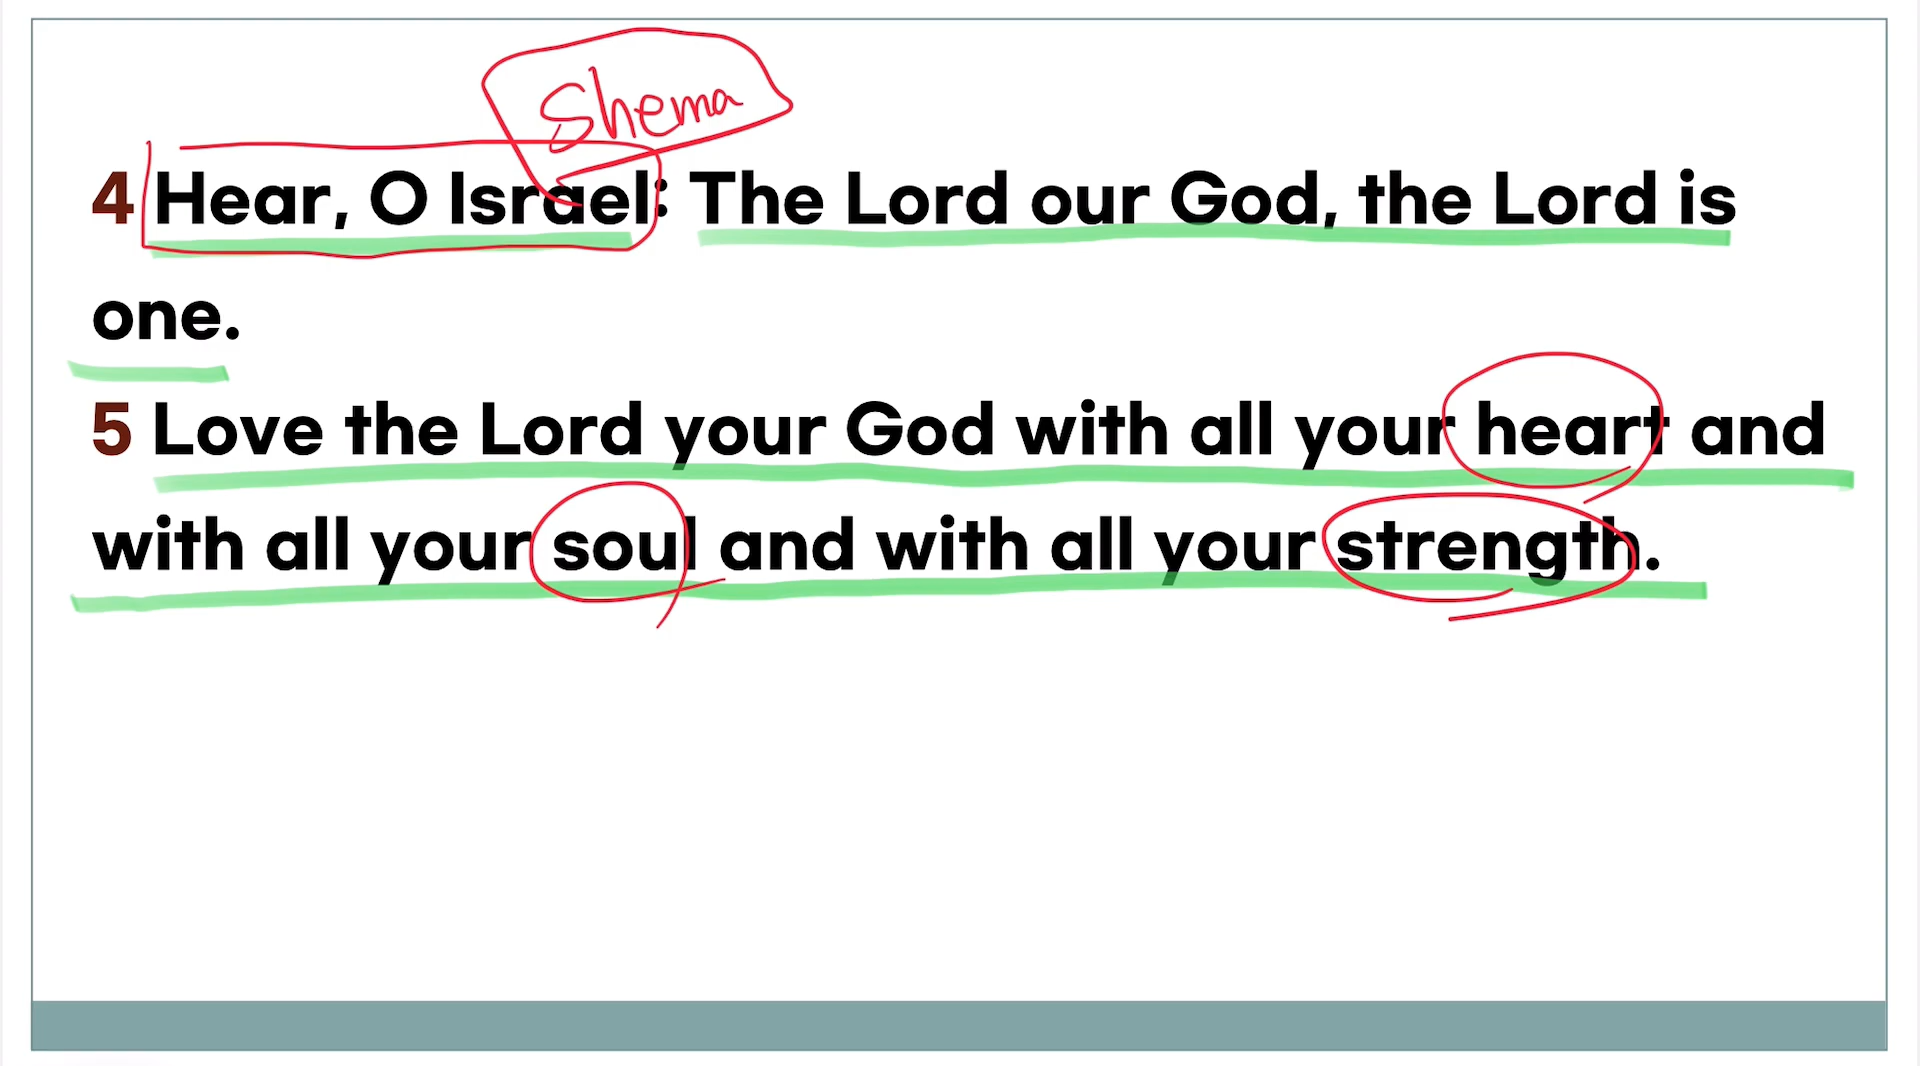 Shema
4 Hear, O Israel: The Lord our God, the Lord is
one.
5 Love the Lord your God with all your heart and
with all your soul and with all your strength.